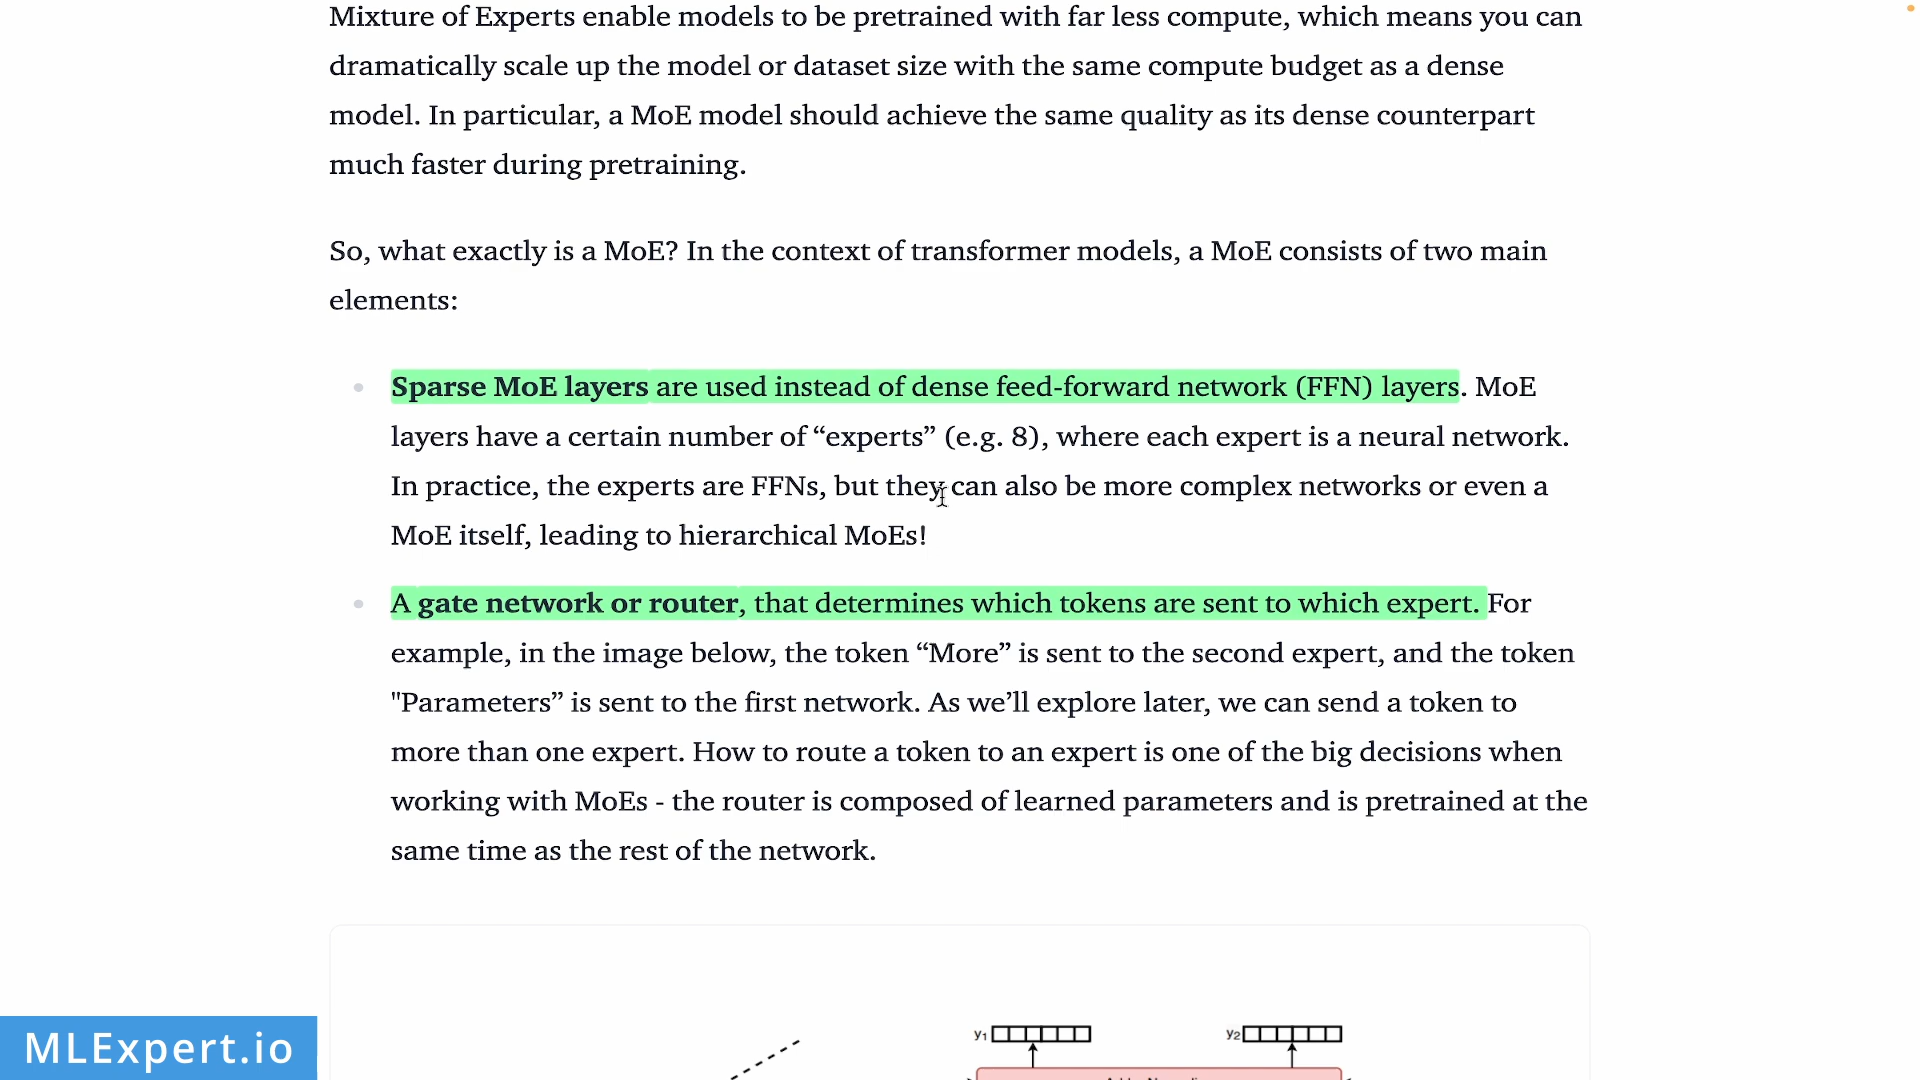 Mixture of Experts enable models to be pretrained with far less compute, which means you can
dramatically scale up the model or dataset size with the same compute budget as a dense
model. In particular, a MoE model should achieve the same quality as its dense counterpart
much faster during pretraining.
So, what exactly is a MoE? In the context of transformer models, a MoE consists of two main
elements:
Sparse MoE layers are used instead of dense feed-forward network (FFN) layers. MoE
layers have a certain number of “experts” (e.g. 8), where each expert is a neural network.
In practice, the experts are FFNs, but they can also be more complex networks or even a
MoE itself, leading to hierarchical MoEs!
A gate network or router, that determines which tokens are sent to which expert. For
example, in the image below, the token “More” is sent to the second expert, and the token
"Parameters” is sent to the first network. As we’ll explore later, we can send a token to
more than one expert. How to route a token to an expert is one of the big decisions when
working with MoEs - the router is composed of learned parameters and is pretrained at the
same time as the rest of the network.
y1 y2
MLExpert.io